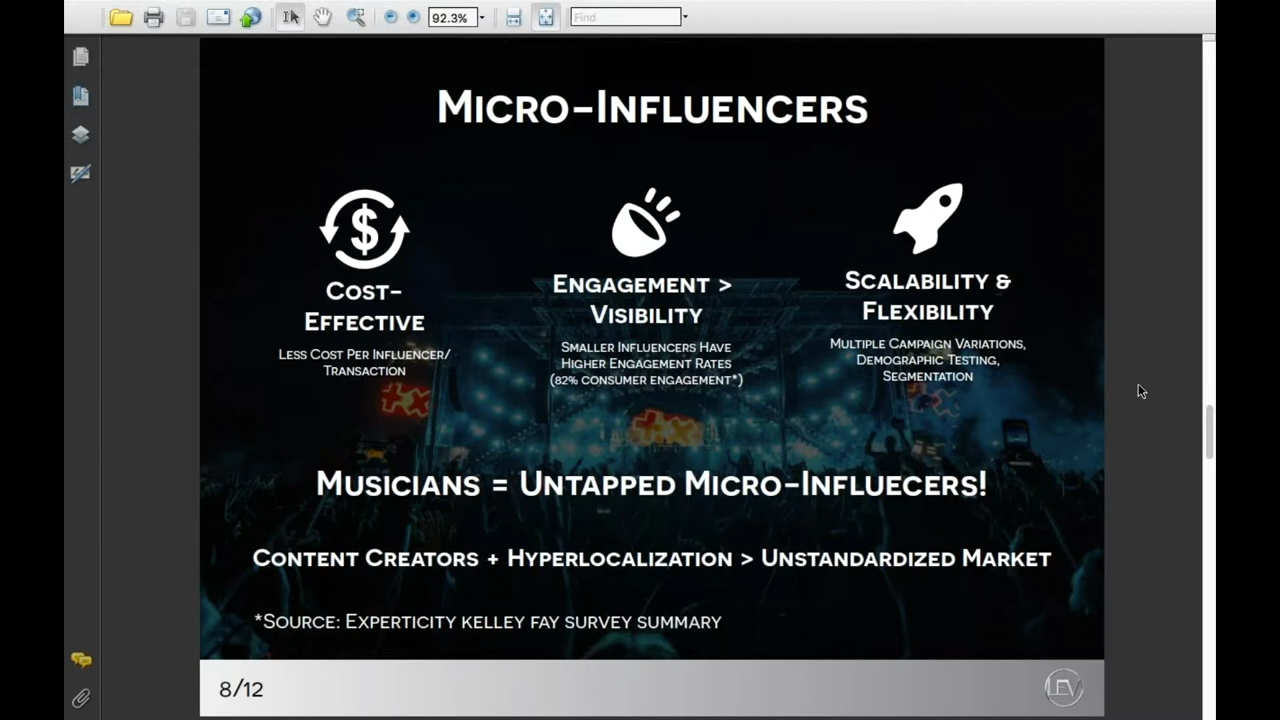 92.3%
Find
Micro-Influencers
$
Cost-
Effective
Less Cost Per Influencer/
Transaction
Engagement >
Visibility
Smaller Influencers Have
Higher Engagement Rates
(82% consumer engagement*)
Scalability &
Flexibility
Multiple Campaign Variations,
Demographic Testing,
Segmentation
Musicians = Untapped Micro-Influecers!
Content Creators + Hyperlocalization > Unstandardized Market
*Source: Experticity kelley fay survey summary
8/12
LEV